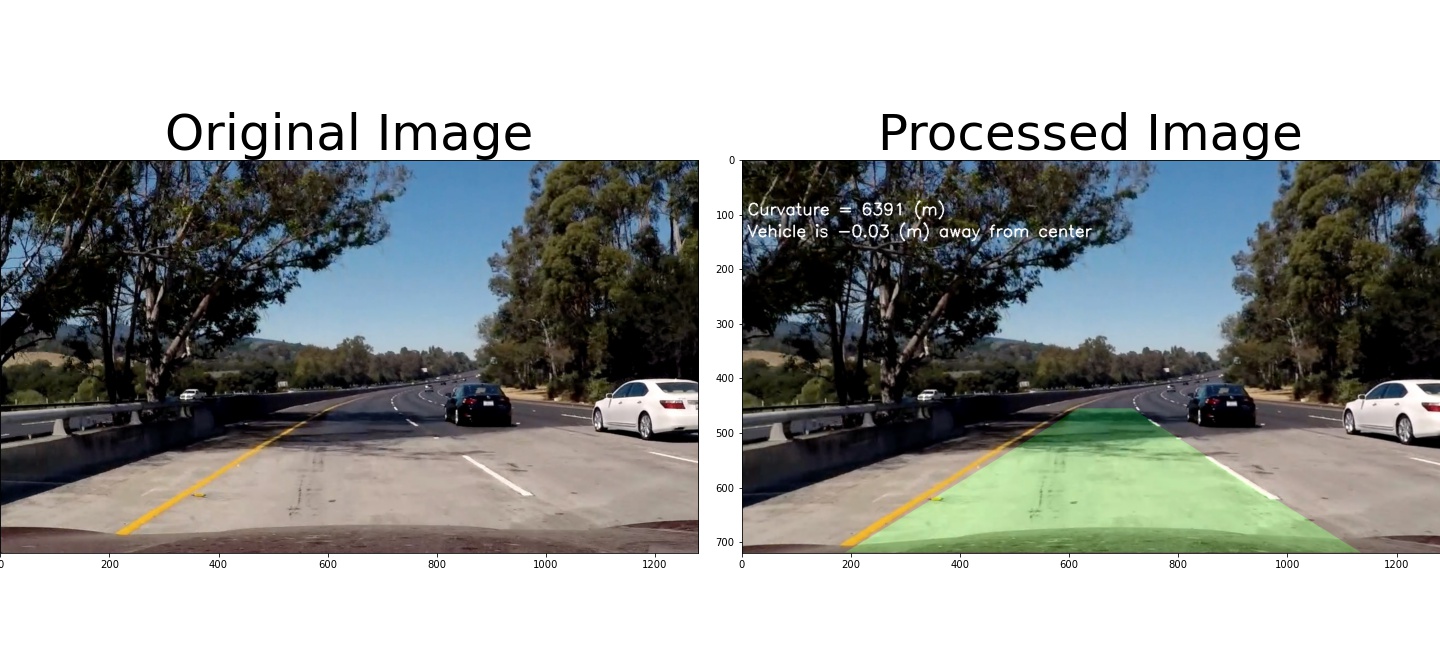 Original Image
Processed Image
Curvature = 6391 (m)
Vehicle is −0.03 (m) away from center
0
100
200
300
400
500
600
700
0 200 400 600 800 1000 1200
0 200 400 600 800 1000 1200